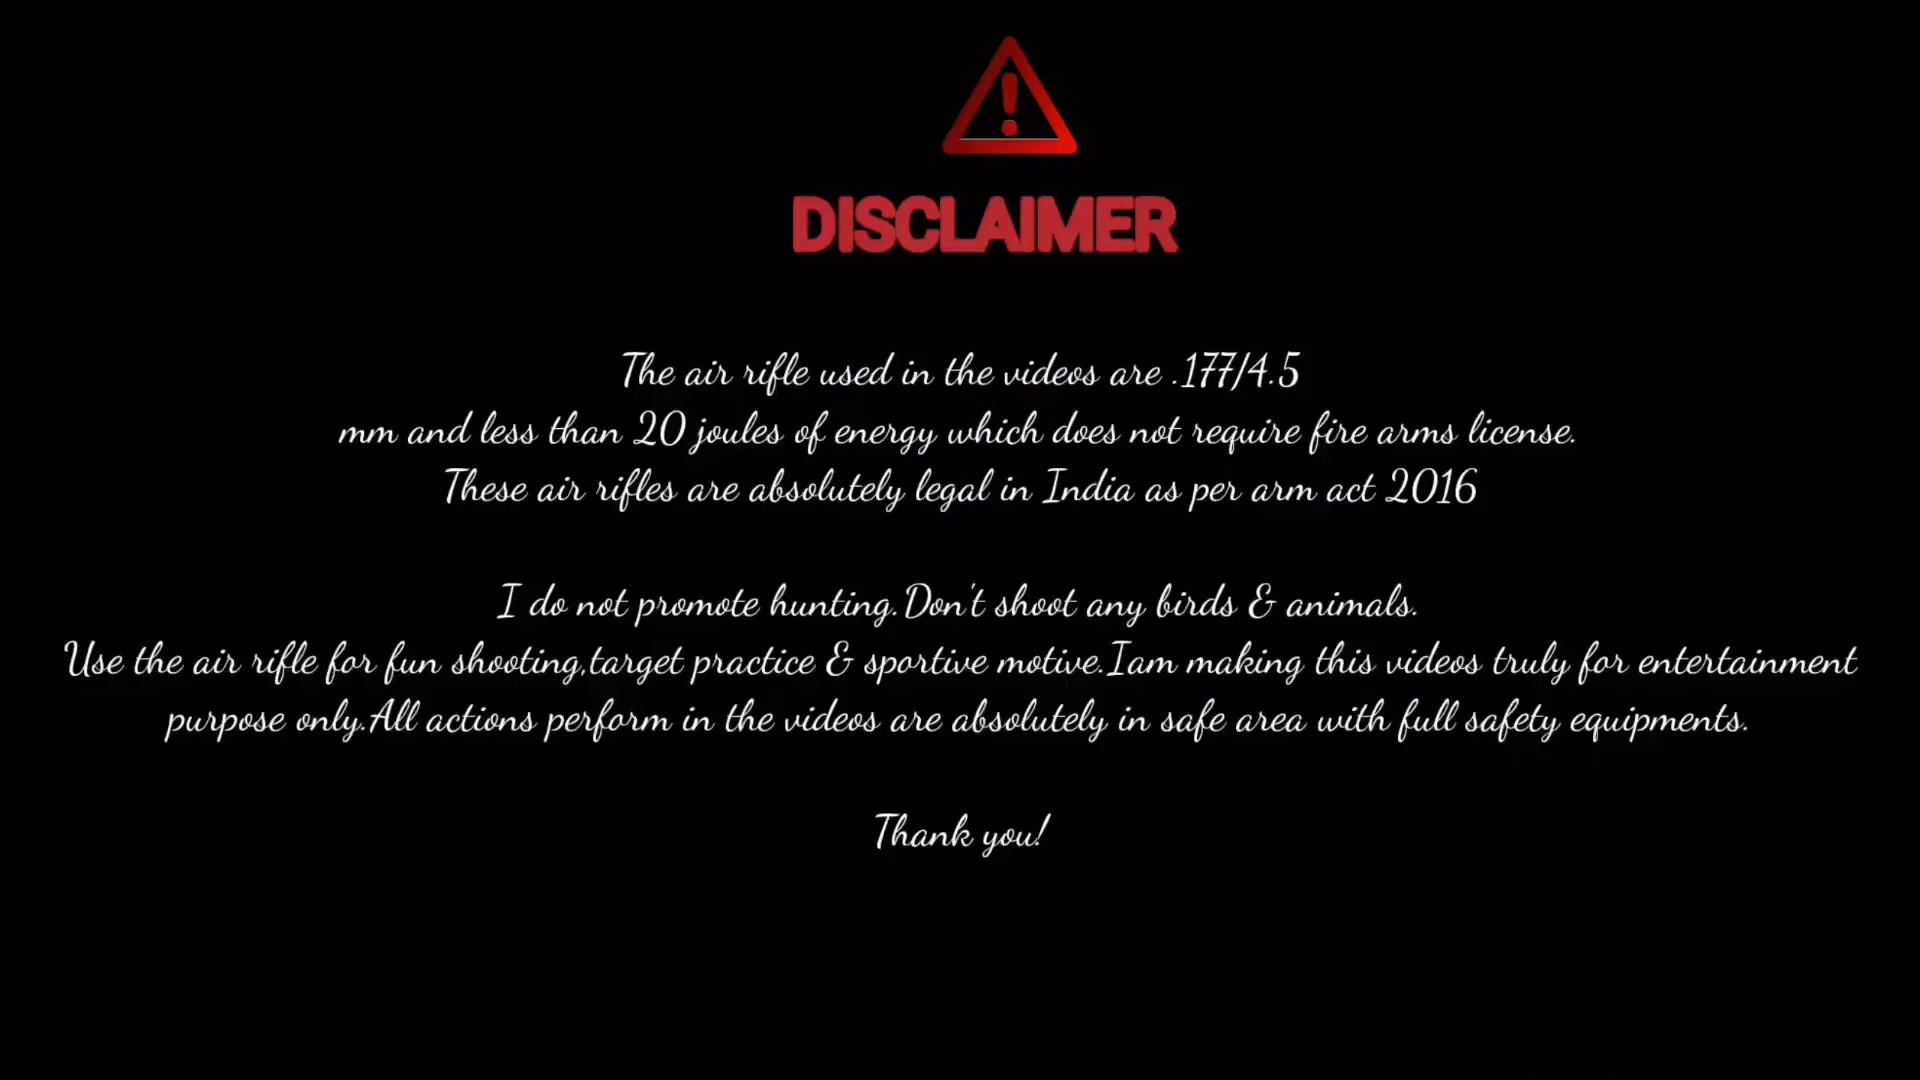 DISCLAIMER
The air rifle used in the videos are .177/4.5
mm and less than 20 joules of energy which does not require fire arms license.
These air rifles are absolutely legal in India as per arm act 2016
I do not promote hunting.Don't shoot any birds & animals.
Use the air rifle for fun shooting,target practice & sportive motive.Iam making this videos truly for entertainment
purpose only.All actions perform in the videos are absolutely in safe area with full safety equipments.
Thank you!